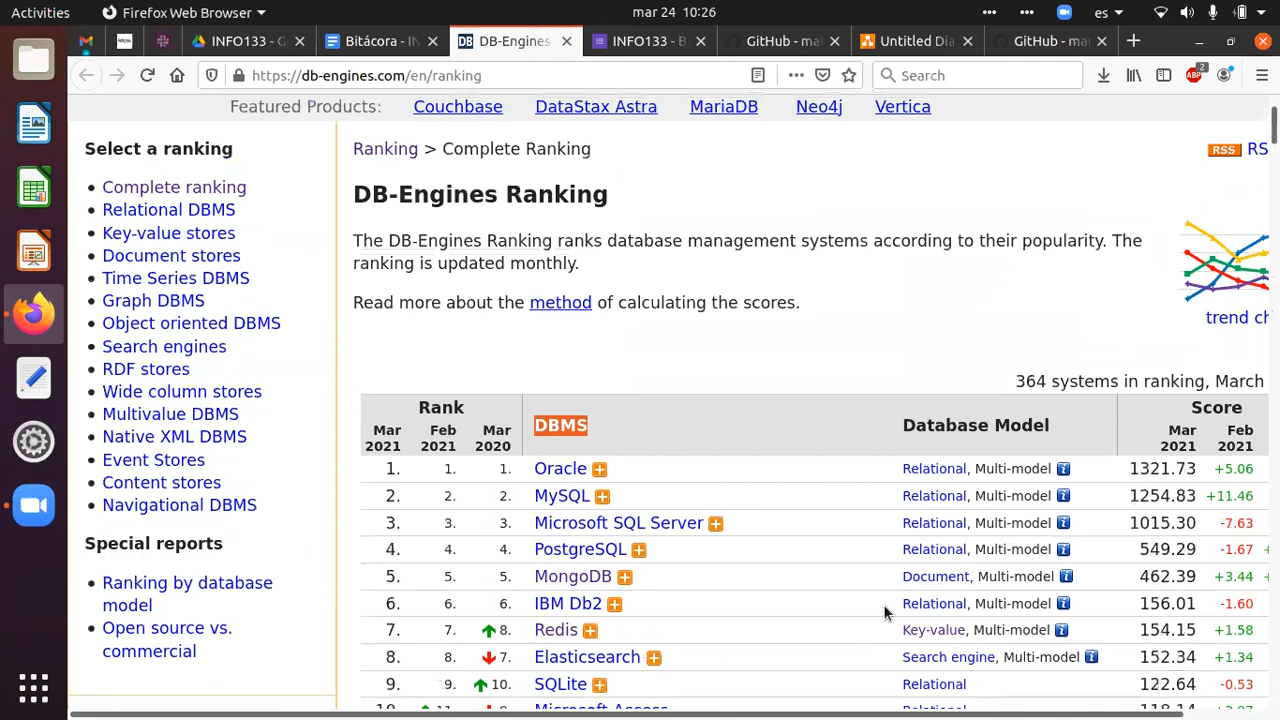 Activities
Firefox Web Browser
mar 24 10:26
es
INFO133 - G
Bitácora - IN
DB-Engines
INFO133 - B
GitHub - ma
Untitled Dia
GitHub - ma
https://db-engines.com/en/ranking
Search
ABP
2
Featured Products: Couchbase DataStax Astra MariaDB Neo4j Vertica
Select a ranking
Complete ranking
Relational DBMS
Key-value stores
Document stores
Time Series DBMS
Graph DBMS
Object oriented DBMS
Search engines
RDF stores
Wide column stores
Multivalue DBMS
Native XML DBMS
Event Stores
Content stores
Navigational DBMS
Special reports
Ranking by database
model
Open source vs.
commercial
Ranking > Complete Ranking
RSS RS
DB-Engines Ranking
The DB-Engines Ranking ranks database management systems according to their popularity. The
ranking is updated monthly.
Read more about the method of calculating the scores.
trend ch
364 systems in ranking, March
Rank DBMS Database Model Score
Mar 2021 Feb 2021 Mar 2020 Mar 2021 Feb 2021
1. 1. 1. Oracle Relational, Multi-model 1321.73 +5.06
2. 2. 2. MySQL Relational, Multi-model 1254.83 +11.46
3. 3. 3. Microsoft SQL Server Relational, Multi-model 1015.30 -7.63
4. 4. 4. PostgreSQL Relational, Multi-model 549.29 -1.67
5. 5. 5. MongoDB Document, Multi-model 462.39 +3.44
6. 6. 6. IBM Db2 Relational, Multi-model 156.01 -1.60
7. 7. 8. Redis Key-value, Multi-model 154.15 +1.58
8. 8. 7. Elasticsearch Search engine, Multi-model 152.34 +1.34
9. 9. 10. SQLite Relational 122.64 -0.53
10. 11. Microsoft Access Relational